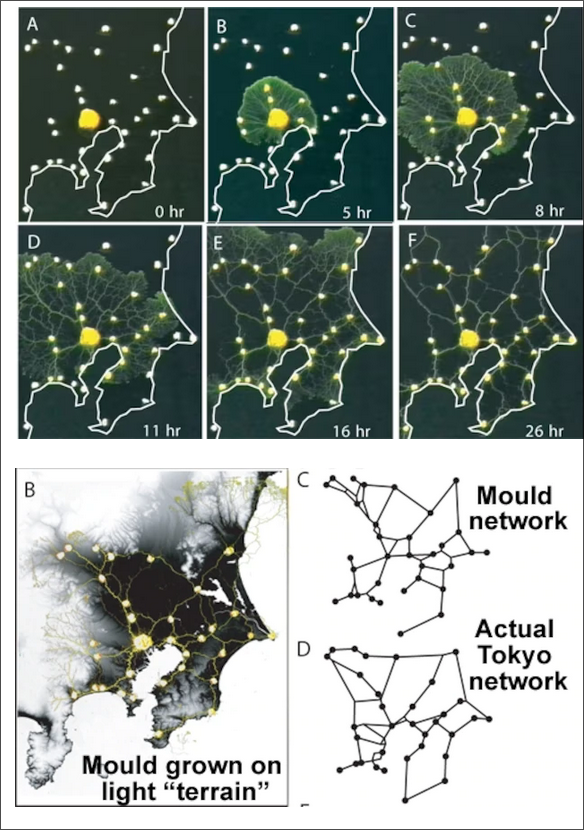 A
B
C
0 hr
5 hr
8 hr
D
E
F
11 hr
16 hr
26 hr
B
C
Mould
network
Actual
Tokyo
network
D
Mould grown on
light “terrain”